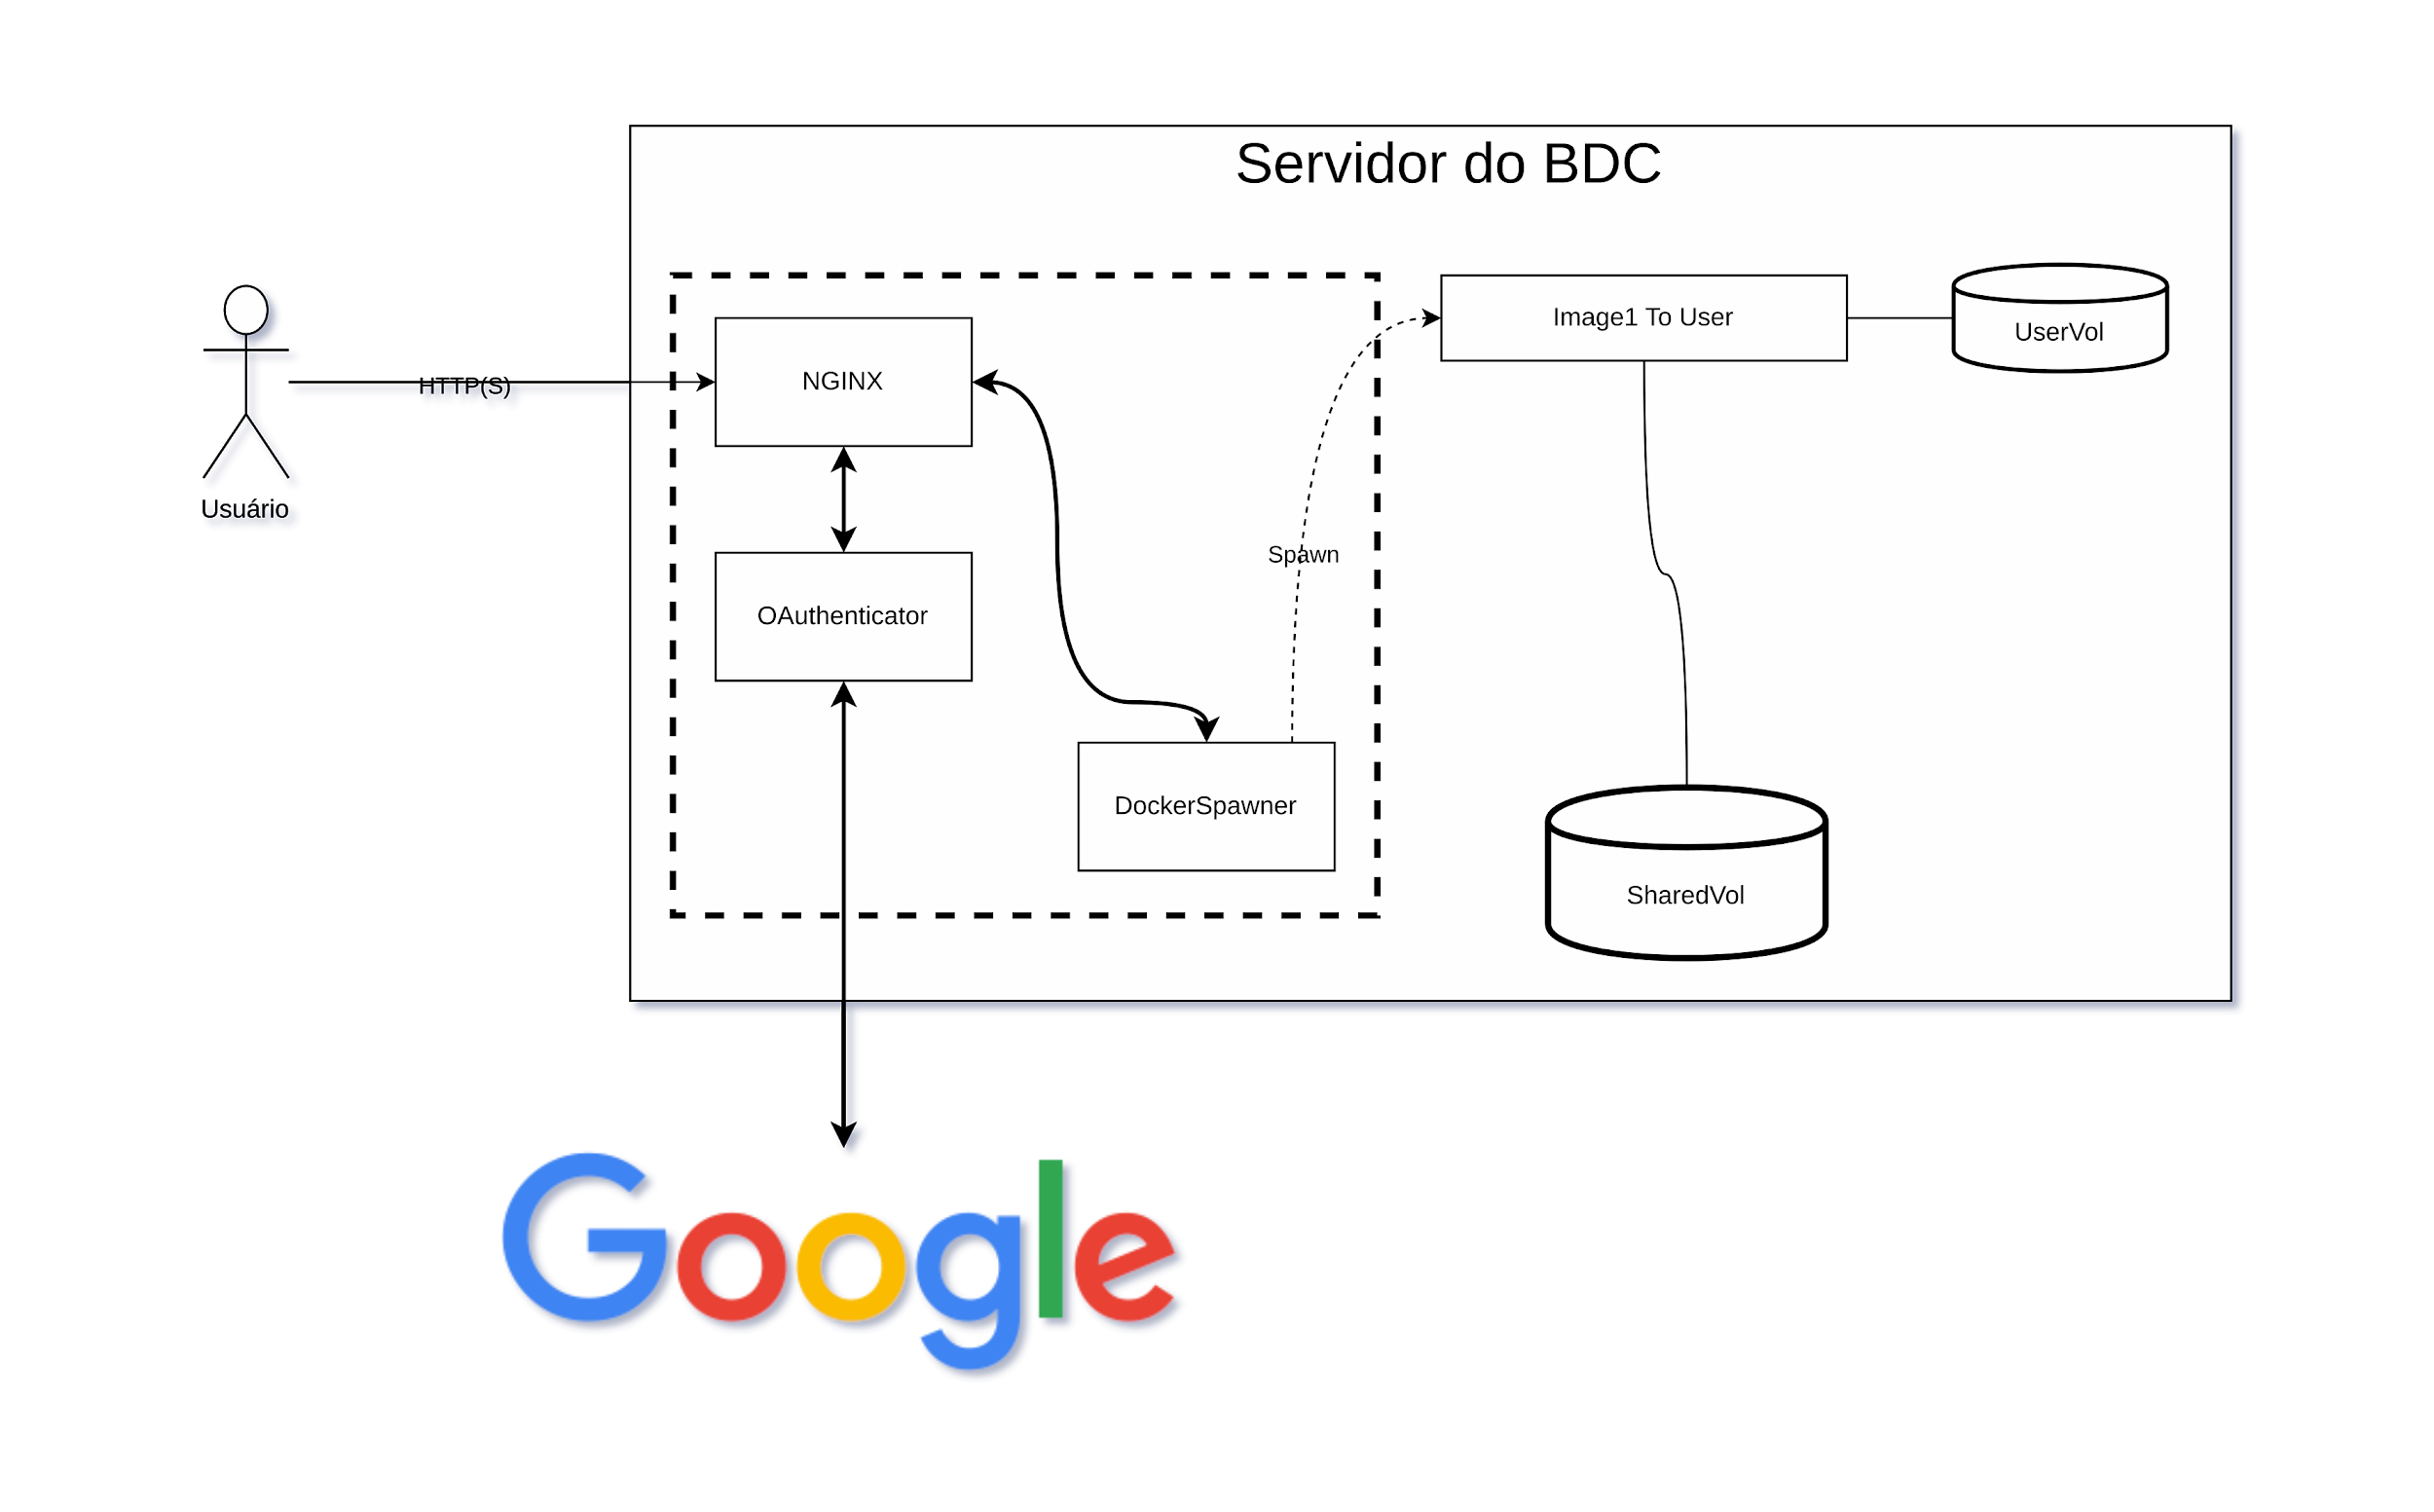 Servidor do BDC
Image1 To User
UserVol
NGINX
HTTP(S)
Usuário
Spawn
OAuthenticator
DockerSpawner
SharedVol
Google